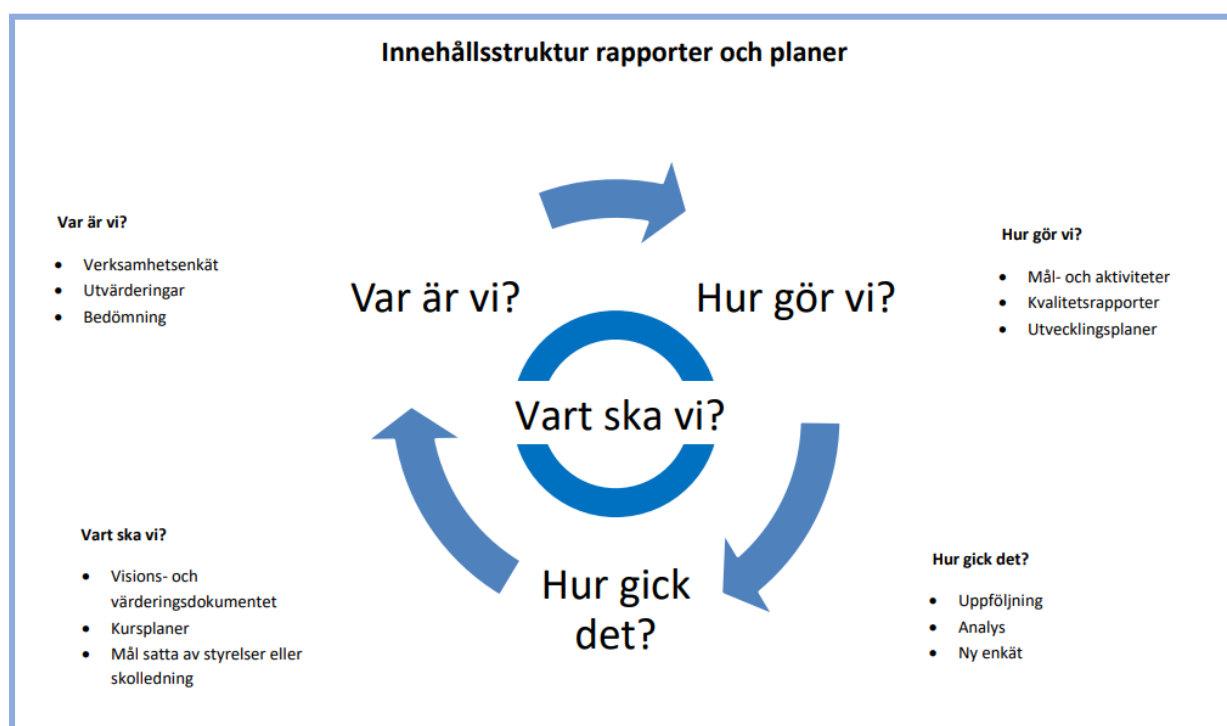 Innehållsstruktur rapporter och planer
Var är vi?
• Verksamhetsenkät
• Utvärderingar
• Bedömning
Var är vi?
Hur gör vi?
Hur gör vi?
• Mål- och aktiviteter
• Kvalitetsrapporter
• Utvecklingsplaner
Vart ska vi?
Vart ska vi?
• Visions- och
värderingsdokumentet
• Kursplaner
• Mål satta av styrelser eller
skolledning
Hur gick
det?
Hur gick det?
• Uppföljning
• Analys
• Ny enkät